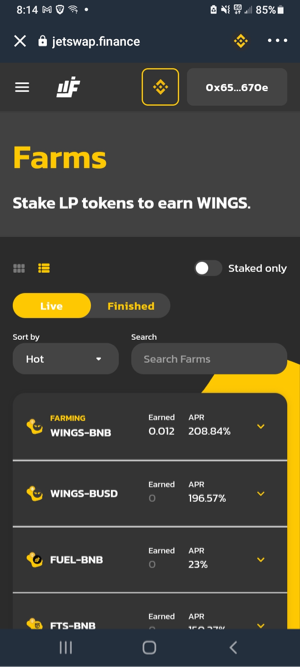 8:14
85%
jetswap.finance
0x65...670e
Farms
Stake LP tokens to earn WINGS.
Staked only
Live Finished
Sort by Search
Hot Search Farms
FARMING Earned APR
WINGS-BNB 0.012 208.84%
Earned APR
WINGS-BUSD 0 196.57%
Earned APR
FUEL-BNB 0 23%
Earned APR
FTS-BNB